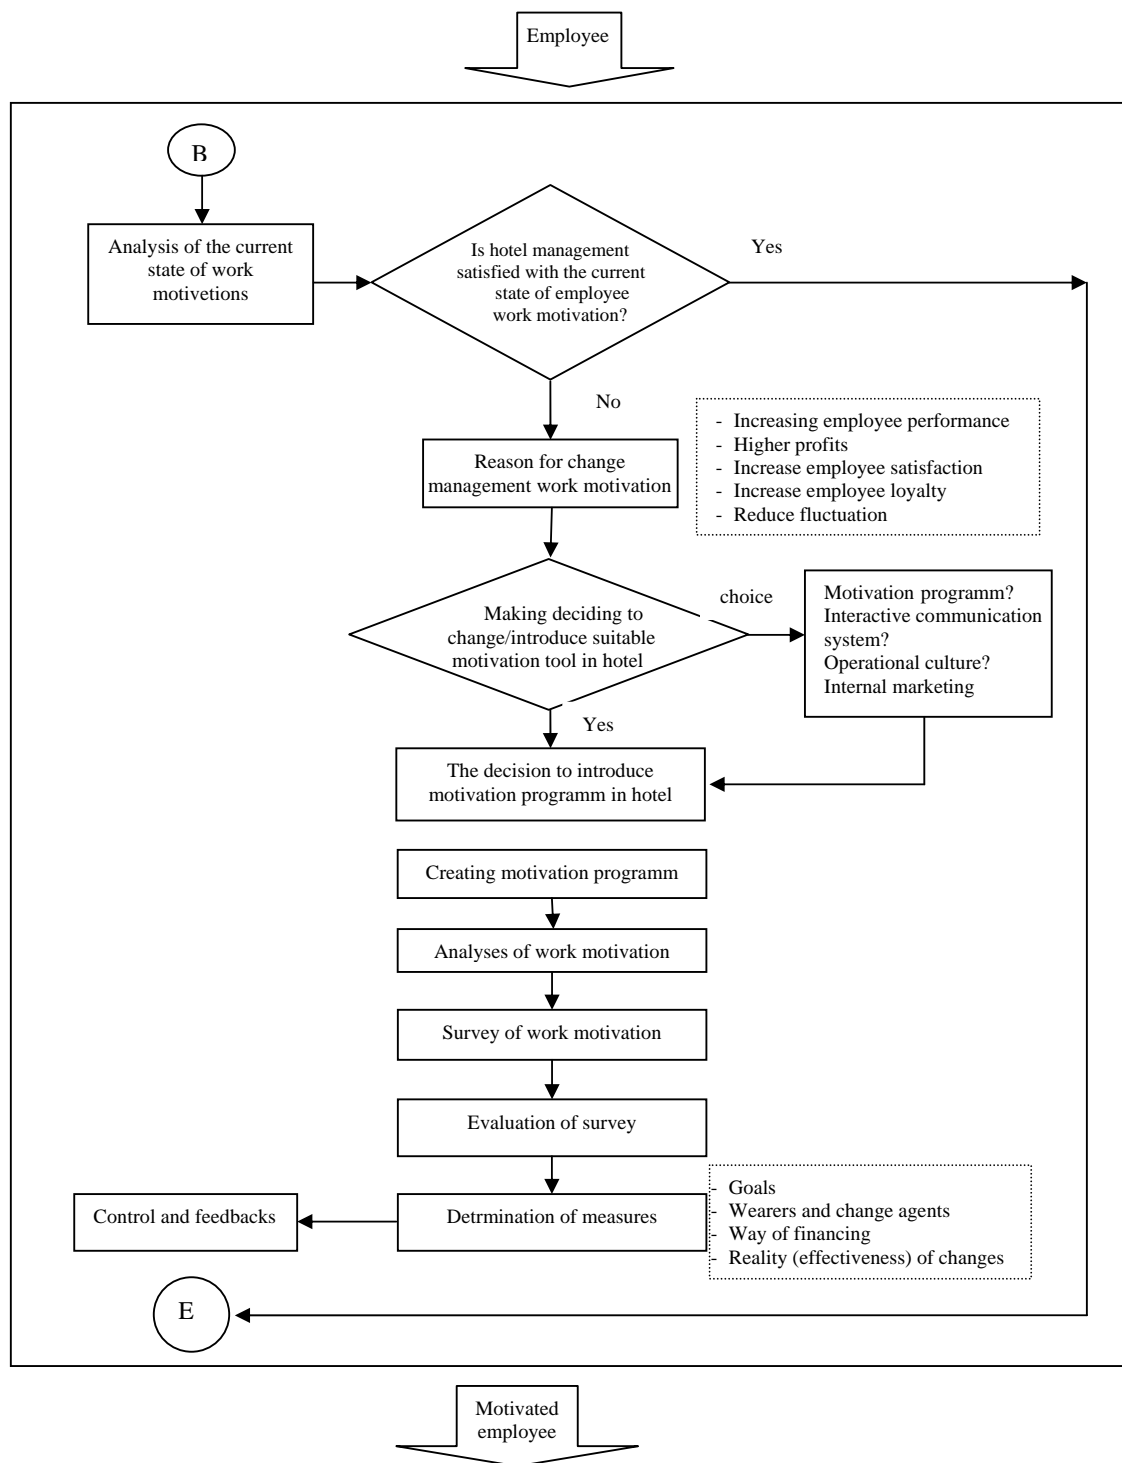 Employee
B
Analysis of the current
state of work
motivetions
Is hotel management
satisfied with the current
state of employee
work motivation?
Yes
No
- Increasing employee performance
- Higher profits
- Increase employee satisfaction
- Increase employee loyalty
- Reduce fluctuation
Reason for change
management work motivation
Making deciding to
change/introduce suitable
motivation tool in hotel
choice
Motivation programm?
Interactive communication
system?
Operational culture?
Internal marketing
Yes
The decision to introduce
motivation programm in hotel
Creating motivation programm
Analyses of work motivation
Survey of work motivation
Evaluation of survey
Detrmination of measures
- Goals
- Wearers and change agents
- Way of financing
- Reality (effectiveness) of changes
Control and feedbacks
E
Motivated
employee